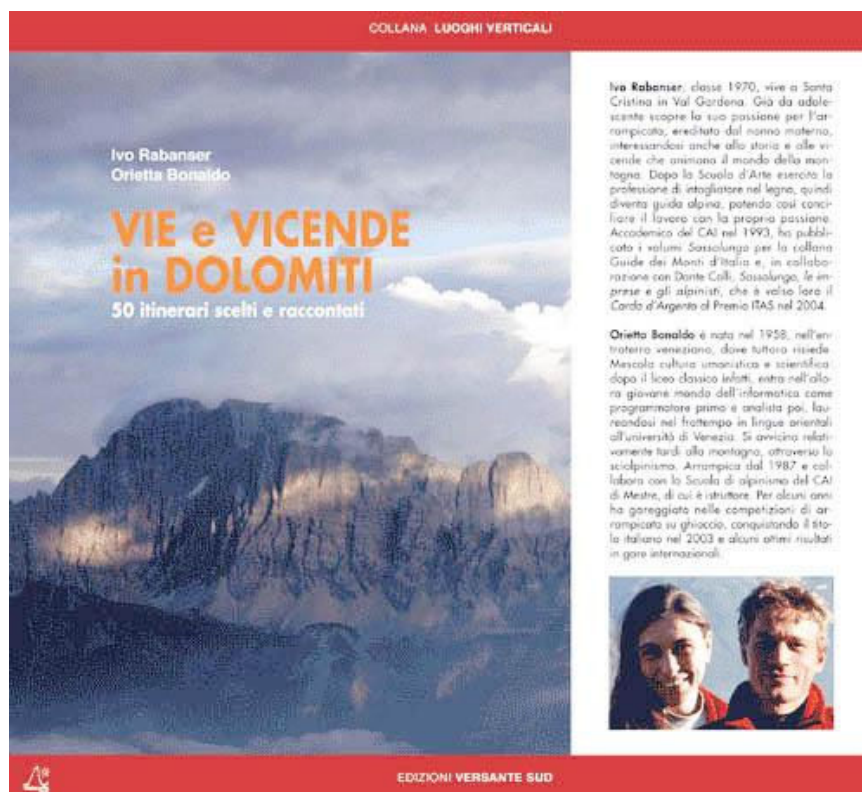 COLLANA LUOGHI VERTICALI
Ivo Rabanser
Orietta Bonaldo
VIE e VICENDE
in DOLOMITI
50 itinerari scelti e raccontati
Ivo Rabanser, classe 1970, vive a Santa
Cristina in Val Gardena. Già da adole-
scente scopre la sua passione per l'ar-
rampicata, ereditata dal nonno materno,
interessandosi anche alla storia e alle vi-
cende che animano il mondo della mon-
tagna. Dopo la Scuola d'Arte esercita la
professione di intagliatore nel legno, quindi
diventa guida alpina, potendo così conci-
liare il lavoro con la propria passione.
Accademico del CAI nel 1993, ha pubbli-
cato i volumi Sassolungo per la collana
Guide dei Monti d'Italia e, in collabo-
razione con Dante Colli, Sassolungo, le im-
prese e gli alpinisti, che è valso loro il
Cardo d'Argento al Premio ITAS nel 2004.
Orietta Bonaldo è nata nel 1958, nell'en-
troterra veneziano, dove tuttora risiede.
Mescola cultura umanistica e scientifica:
dopo il liceo classico infatti, entra nell'allo-
ra giovane mondo dell'informatica come
programmatore prima e analista poi, lau-
reandosi nel frattempo in lingue orientali
all'università di Venezia. Si avvicina relati-
vamente tardi alla montagna, attraverso lo
scialpinismo. Arrampica dal 1987 e col-
labora con la Scuola di alpinismo del CAI
di Mestre, di cui è istruttore. Per alcuni anni
ha gareggiato nelle competizioni di ar-
rampicata su ghiaccio, conquistando il tito-
lo italiano nel 2003 e alcuni ottimi risultati
in gare internazionali.
EDIZIONI VERSANTE SUD